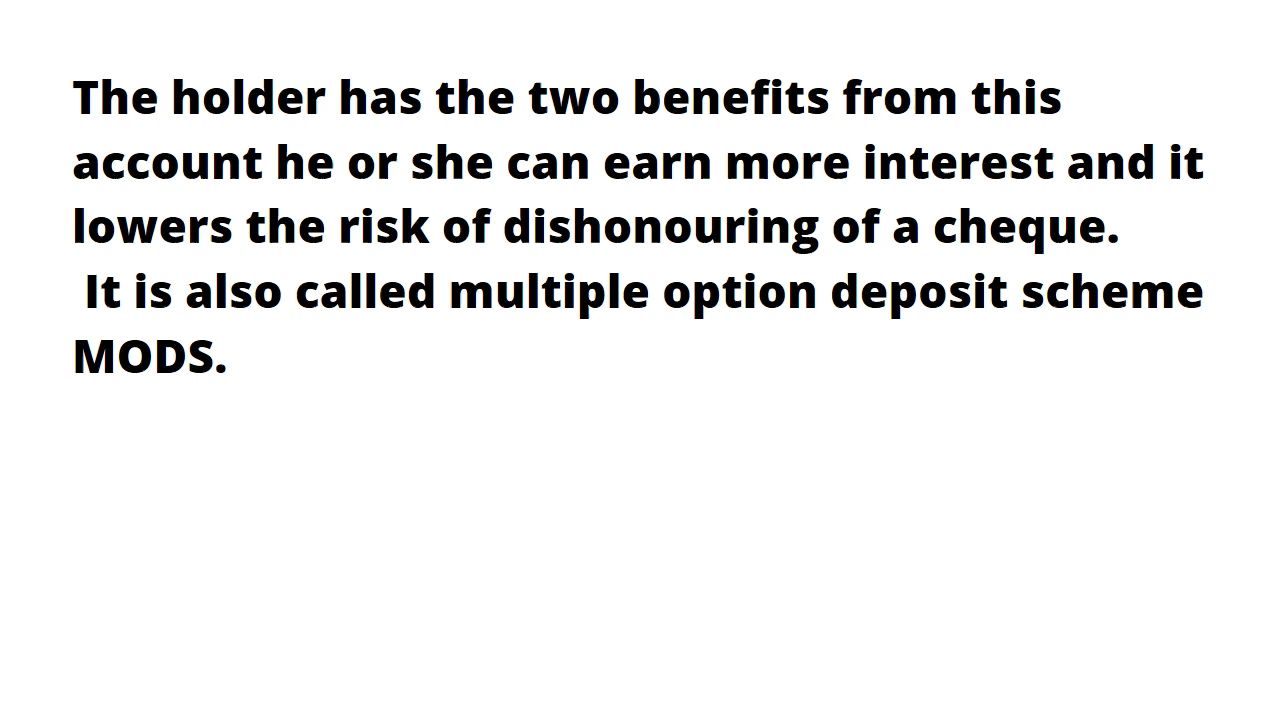 The holder has the two benefits from this
account he or she can earn more interest and it
lowers the risk of dishonouring of a cheque.
It is also called multiple option deposit scheme
MODS.